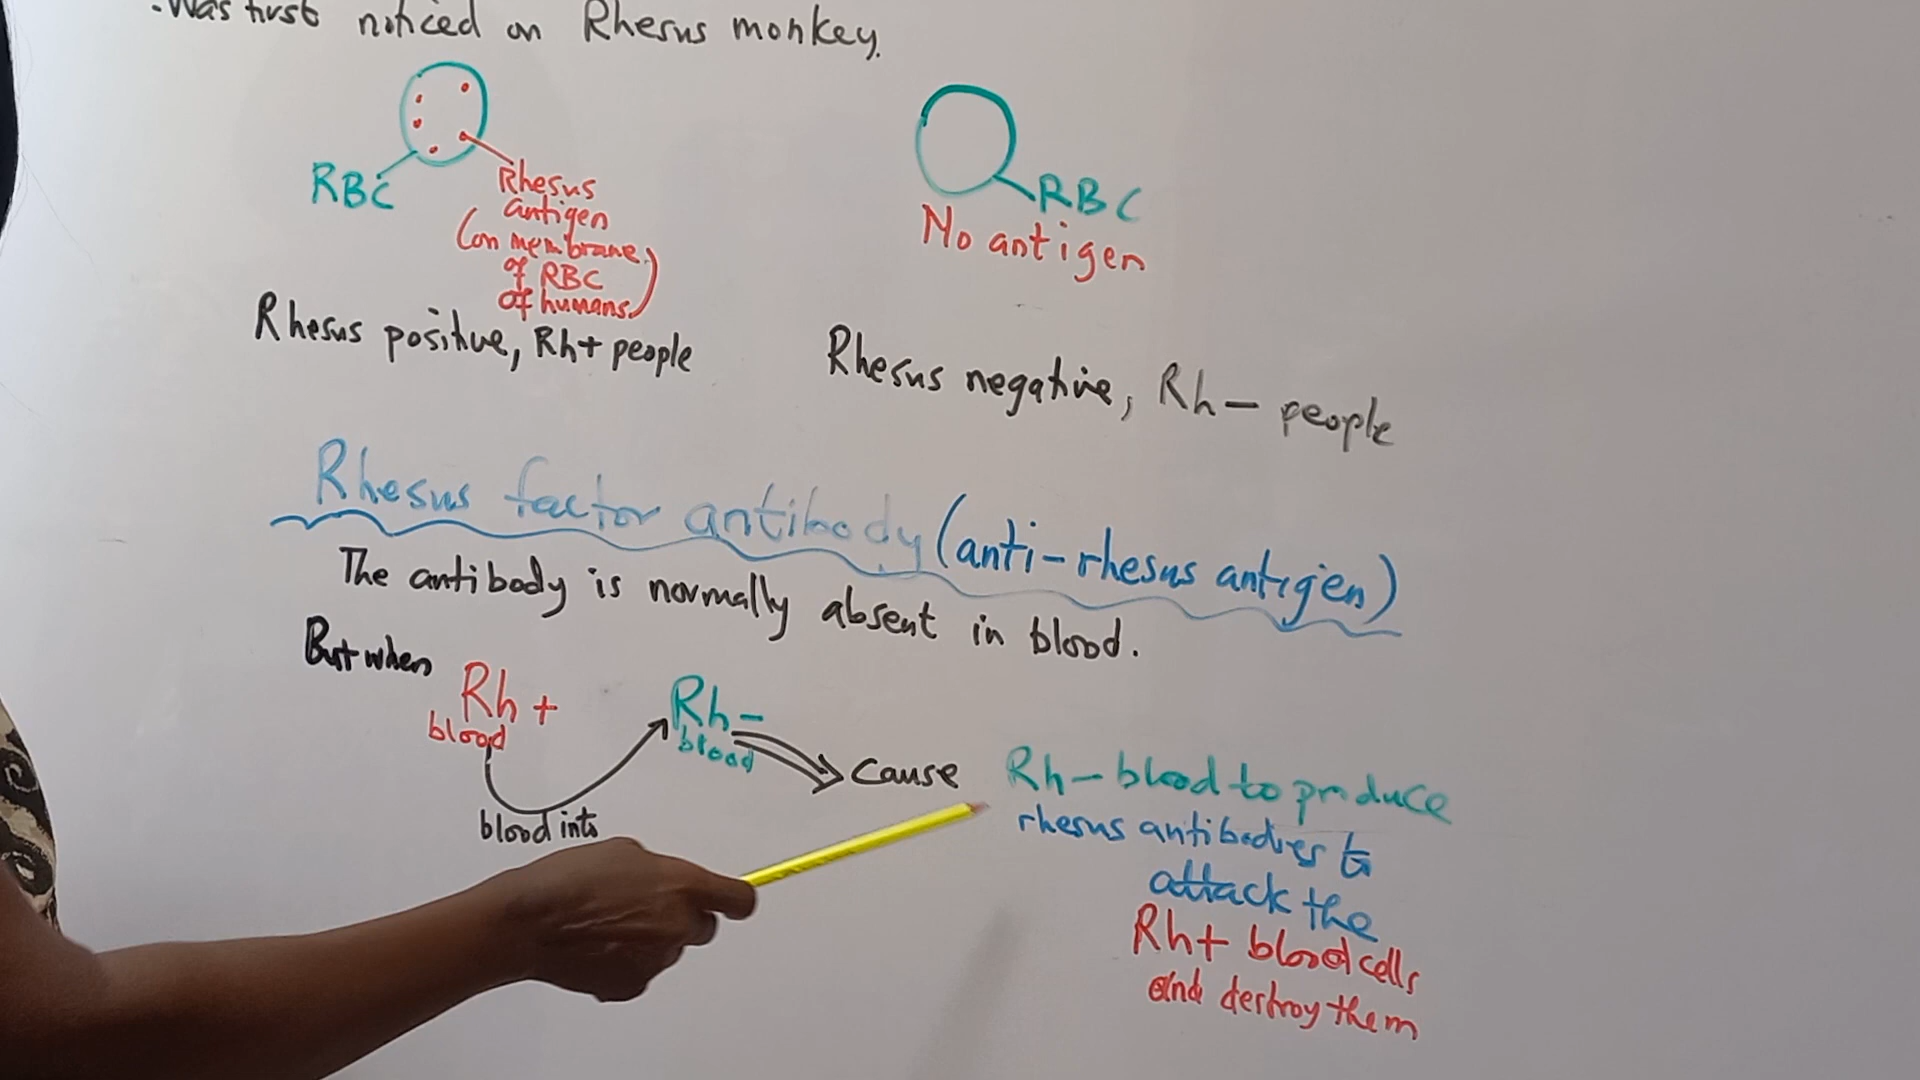 . Was first noticed on Rhesus monkey.
RBC
Rhesus
antigen
(on membrane
of RBC
of humans)
Rhesus positive, Rh+ people
RBC
No antigen
Rhesus negative, Rh- people
Rhesus factor antibody (anti-rhesus antigen)
The antibody is normally absent in blood.
But when
Rh+
blood
blood into
Rh-
blood
cause
Rh- blood to produce
rhesus antibodies to
attack the
Rh+ blood cells
and destroy them